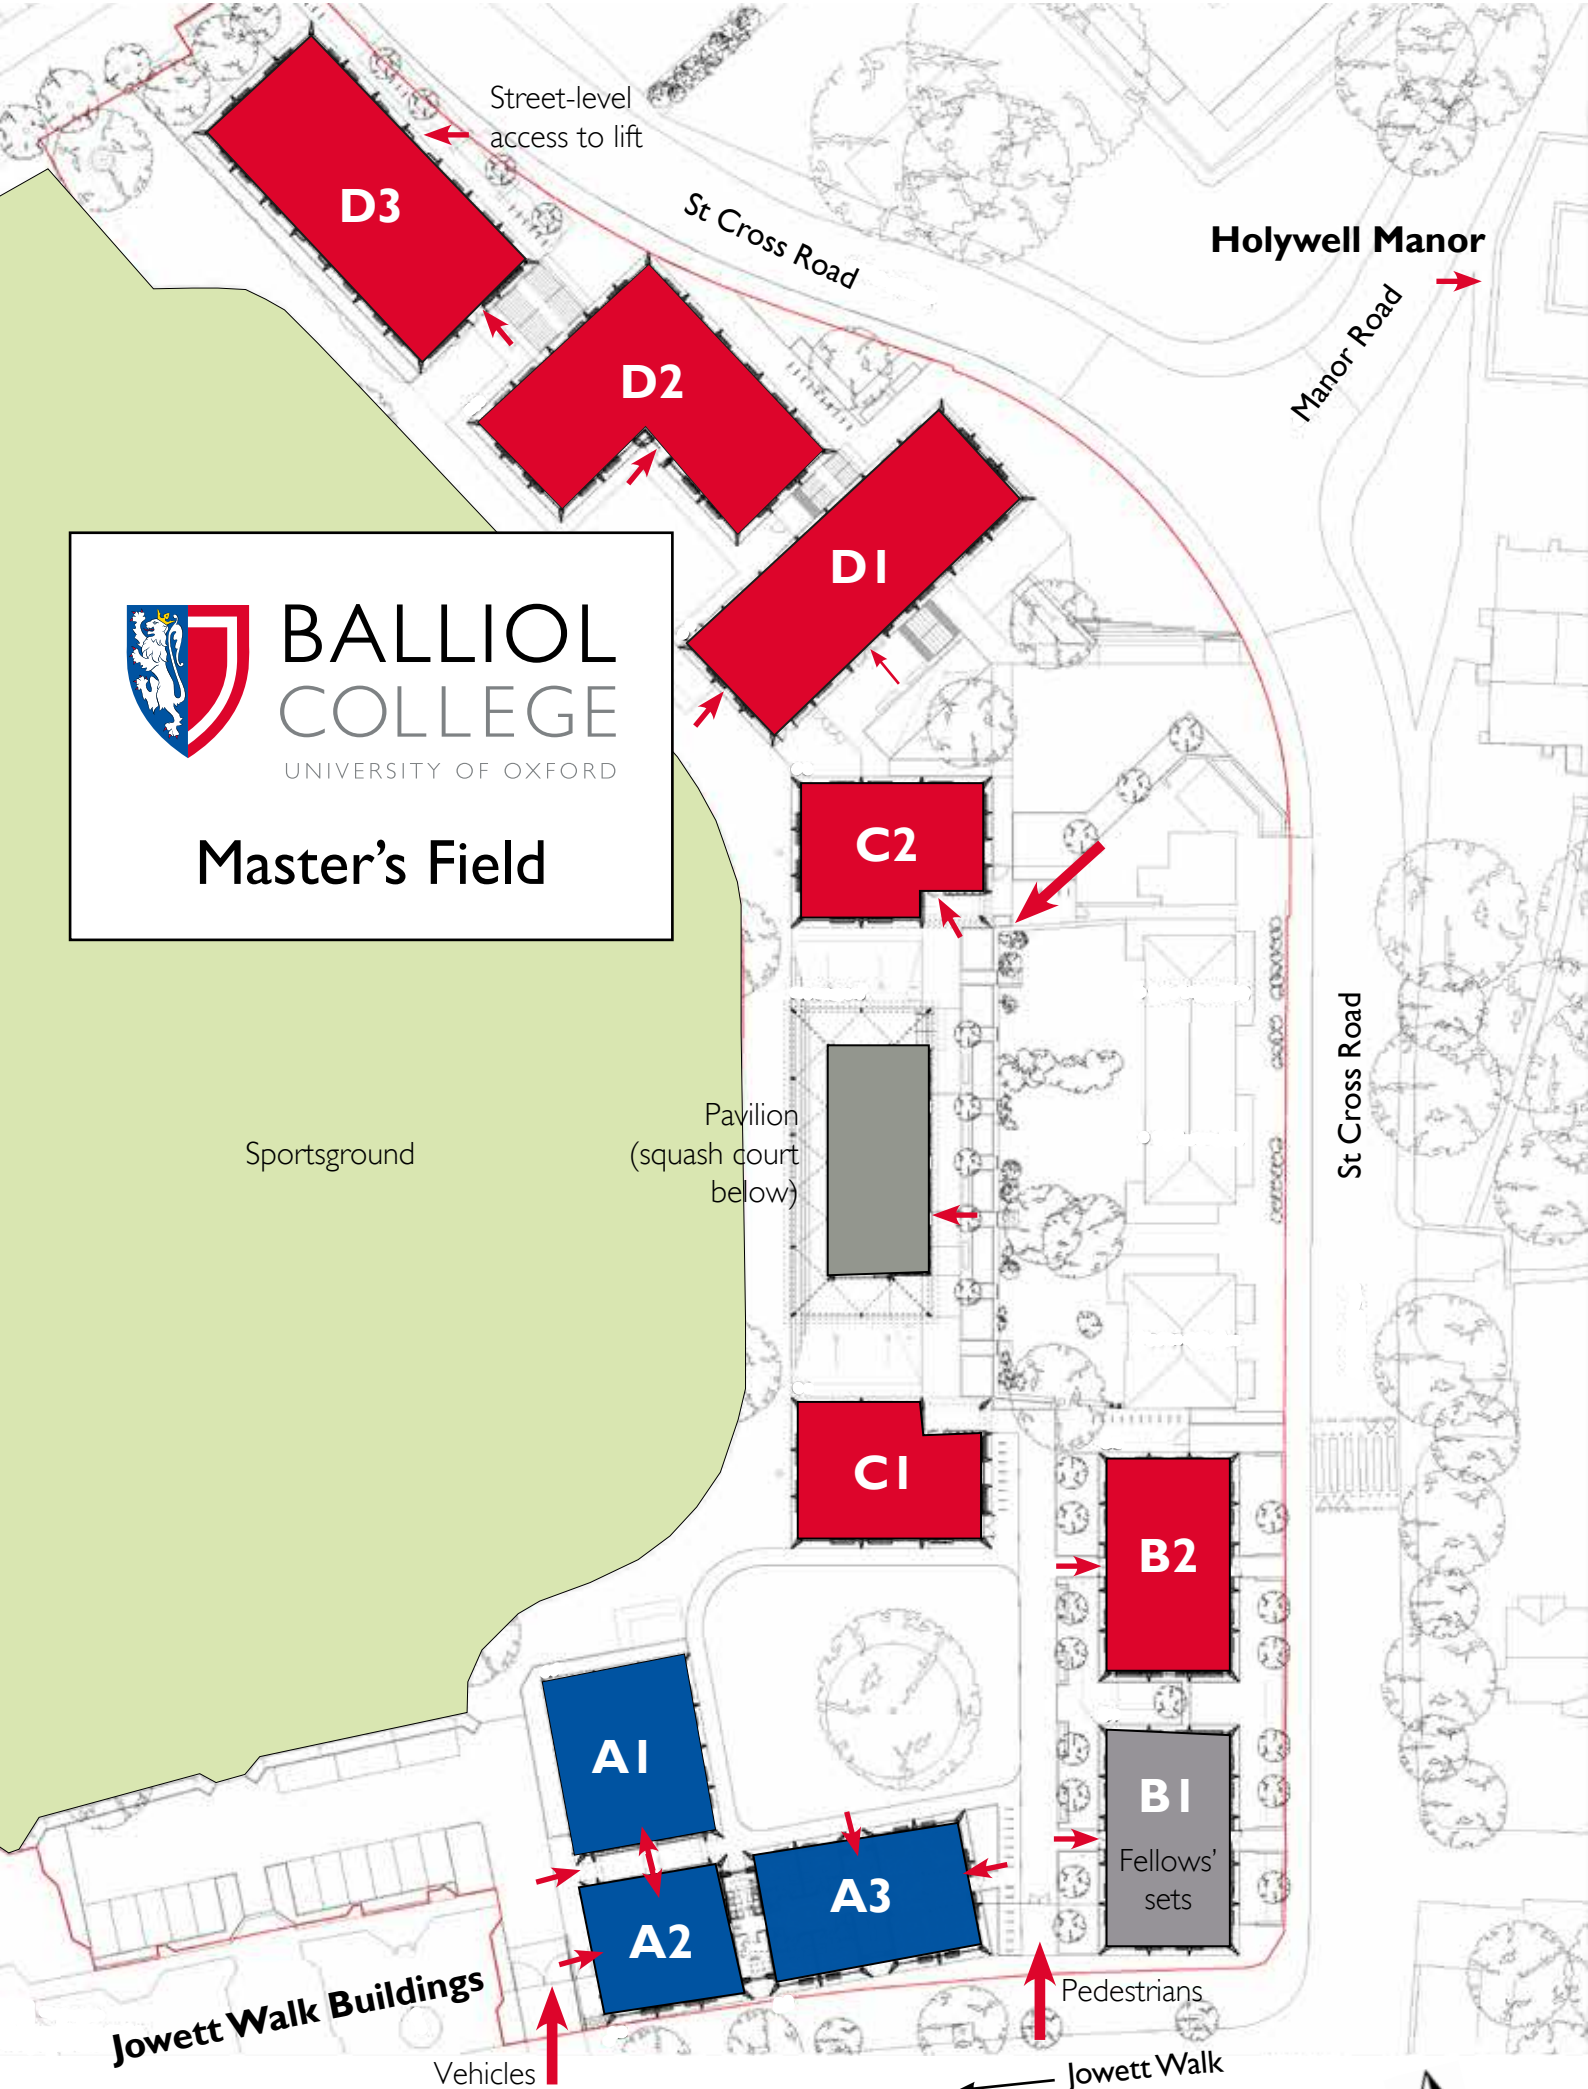 Street-level
access to lift
D3
St Cross Road
Holywell Manor
Manor Road
D2
D1
BALLIOL
COLLEGE
UNIVERSITY OF OXFORD
Master's Field
C2
St Cross Road
Pavilion
(squash court
below)
Sportsground
C1
B2
A1
B1
Fellows'
sets
A3
A2
Jowett Walk Buildings
Pedestrians
Vehicles
Jowett Walk